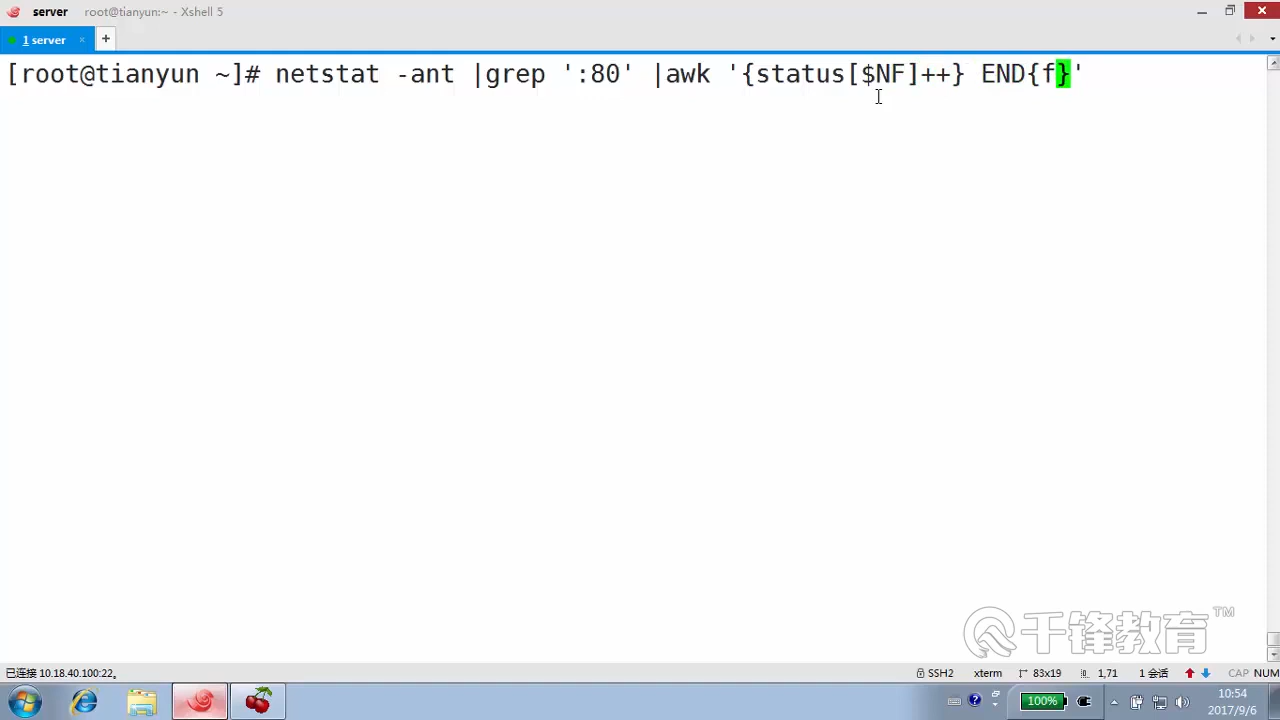 server root@tianyun:~ - Xshell 5
1 server × +
[root@tianyun ~]# netstat -ant |grep ':80' |awk '{status[$NF]++} END{f}'
千锋教育™
已连接 10.18.40.100:22。 SSH2 xterm 83x19 1,71 1 会话 CAP NUM
100% 10:54
2017/9/6